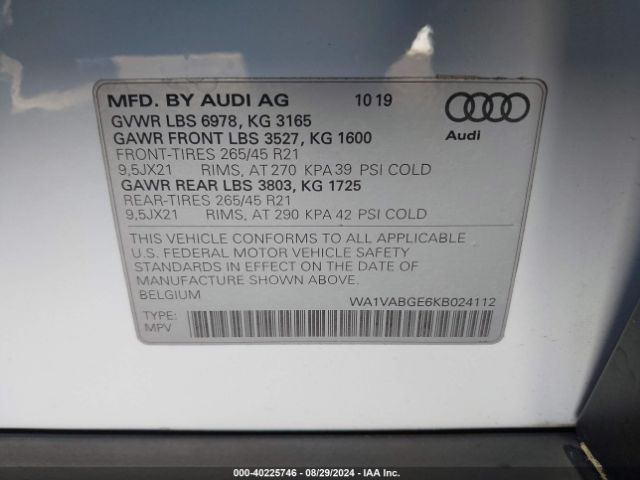 MFD. BY AUDI AG 10 19
GVWR LBS 6978, KG 3165
GAWR FRONT LBS 3527, KG 1600
FRONT-TIRES 265/45 R21
9,5JX21 RIMS, AT 270 KPA 39 PSI COLD
GAWR REAR LBS 3803, KG 1725
REAR-TIRES 265/45 R21
9,5JX21 RIMS, AT 290 KPA 42 PSI COLD
Audi
THIS VEHICLE CONFORMS TO ALL APPLICABLE
U.S. FEDERAL MOTOR VEHICLE SAFETY
STANDARDS IN EFFECT ON THE DATE OF
MANUFACTURE SHOWN ABOVE.
BELGIUM WA1VABGE6KB024112
TYPE:
MPV
000-40225746 - 08/29/2024 - IAA Inc.